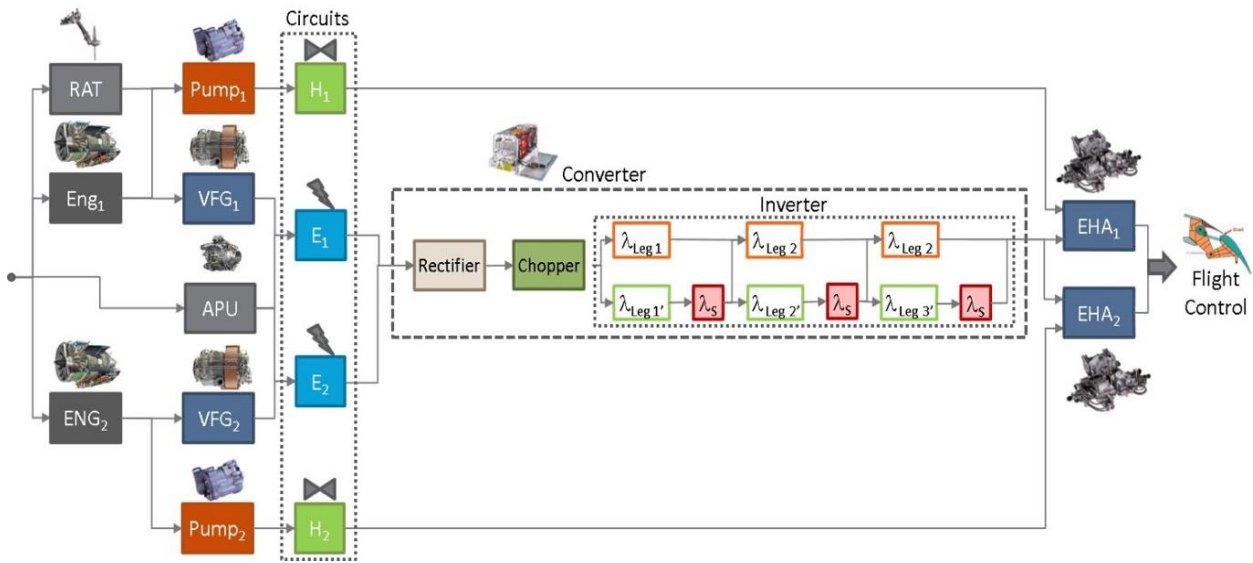 Circuits
RAT
Pump₁
H₁
Converter
Inverter
Eng₁
VFG₁
E₁
Rectifier
Chopper
λLeg 1
λLeg 2
λLeg 2
λLeg 1'
λS
λLeg 2'
λS
λLeg 3'
λS
EHA₁
Flight
Control
APU
EHA₂
E₂
ENG₂
VFG₂
Pump₂
H₂